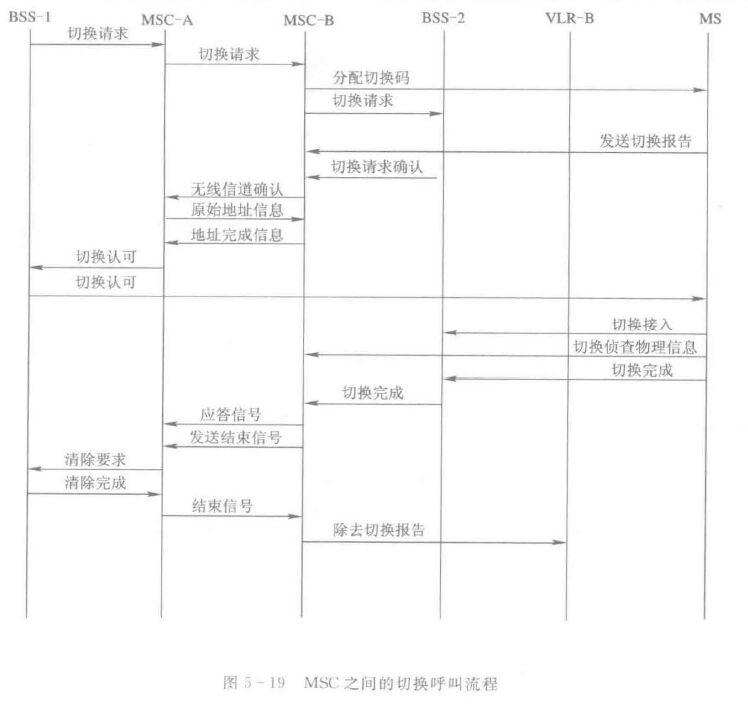 BSS-1 MSC-A MSC-B BSS-2 VLR-B MS
切换请求
切换请求
分配切换码
切换请求
发送切换报告
切换请求确认
无线信道确认
原始地址信息
地址完成信息
切换认可
切换认可
切换接入
切换侦查物理信息
切换完成
切换完成
应答信号
发送结束信号
清除要求
清除完成
结束信号
除去切换报告
图 5-19 MSC 之间的切换呼叫流程